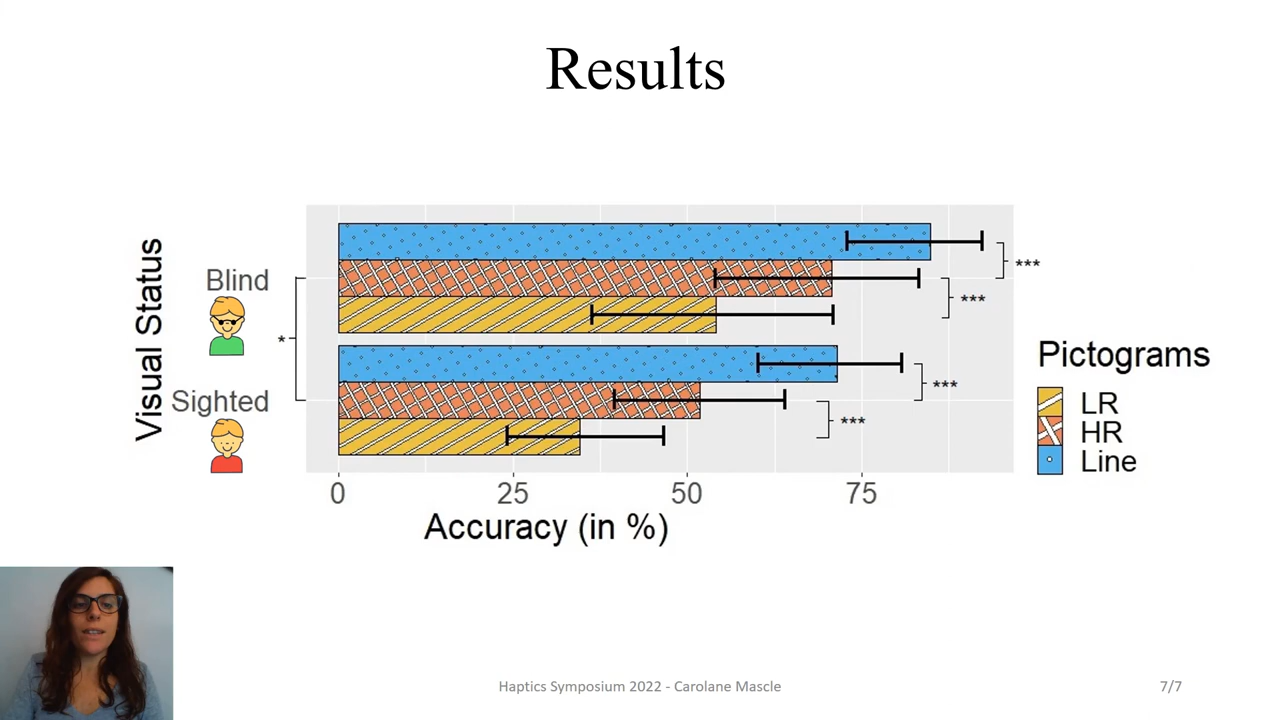 Results
Visual Status
Blind
Sighted
*
***
***
***
***
Pictograms
LR
HR
Line
0 25 50 75
Accuracy (in %)
Haptics Symposium 2022 - Carolane Mascle
7/7